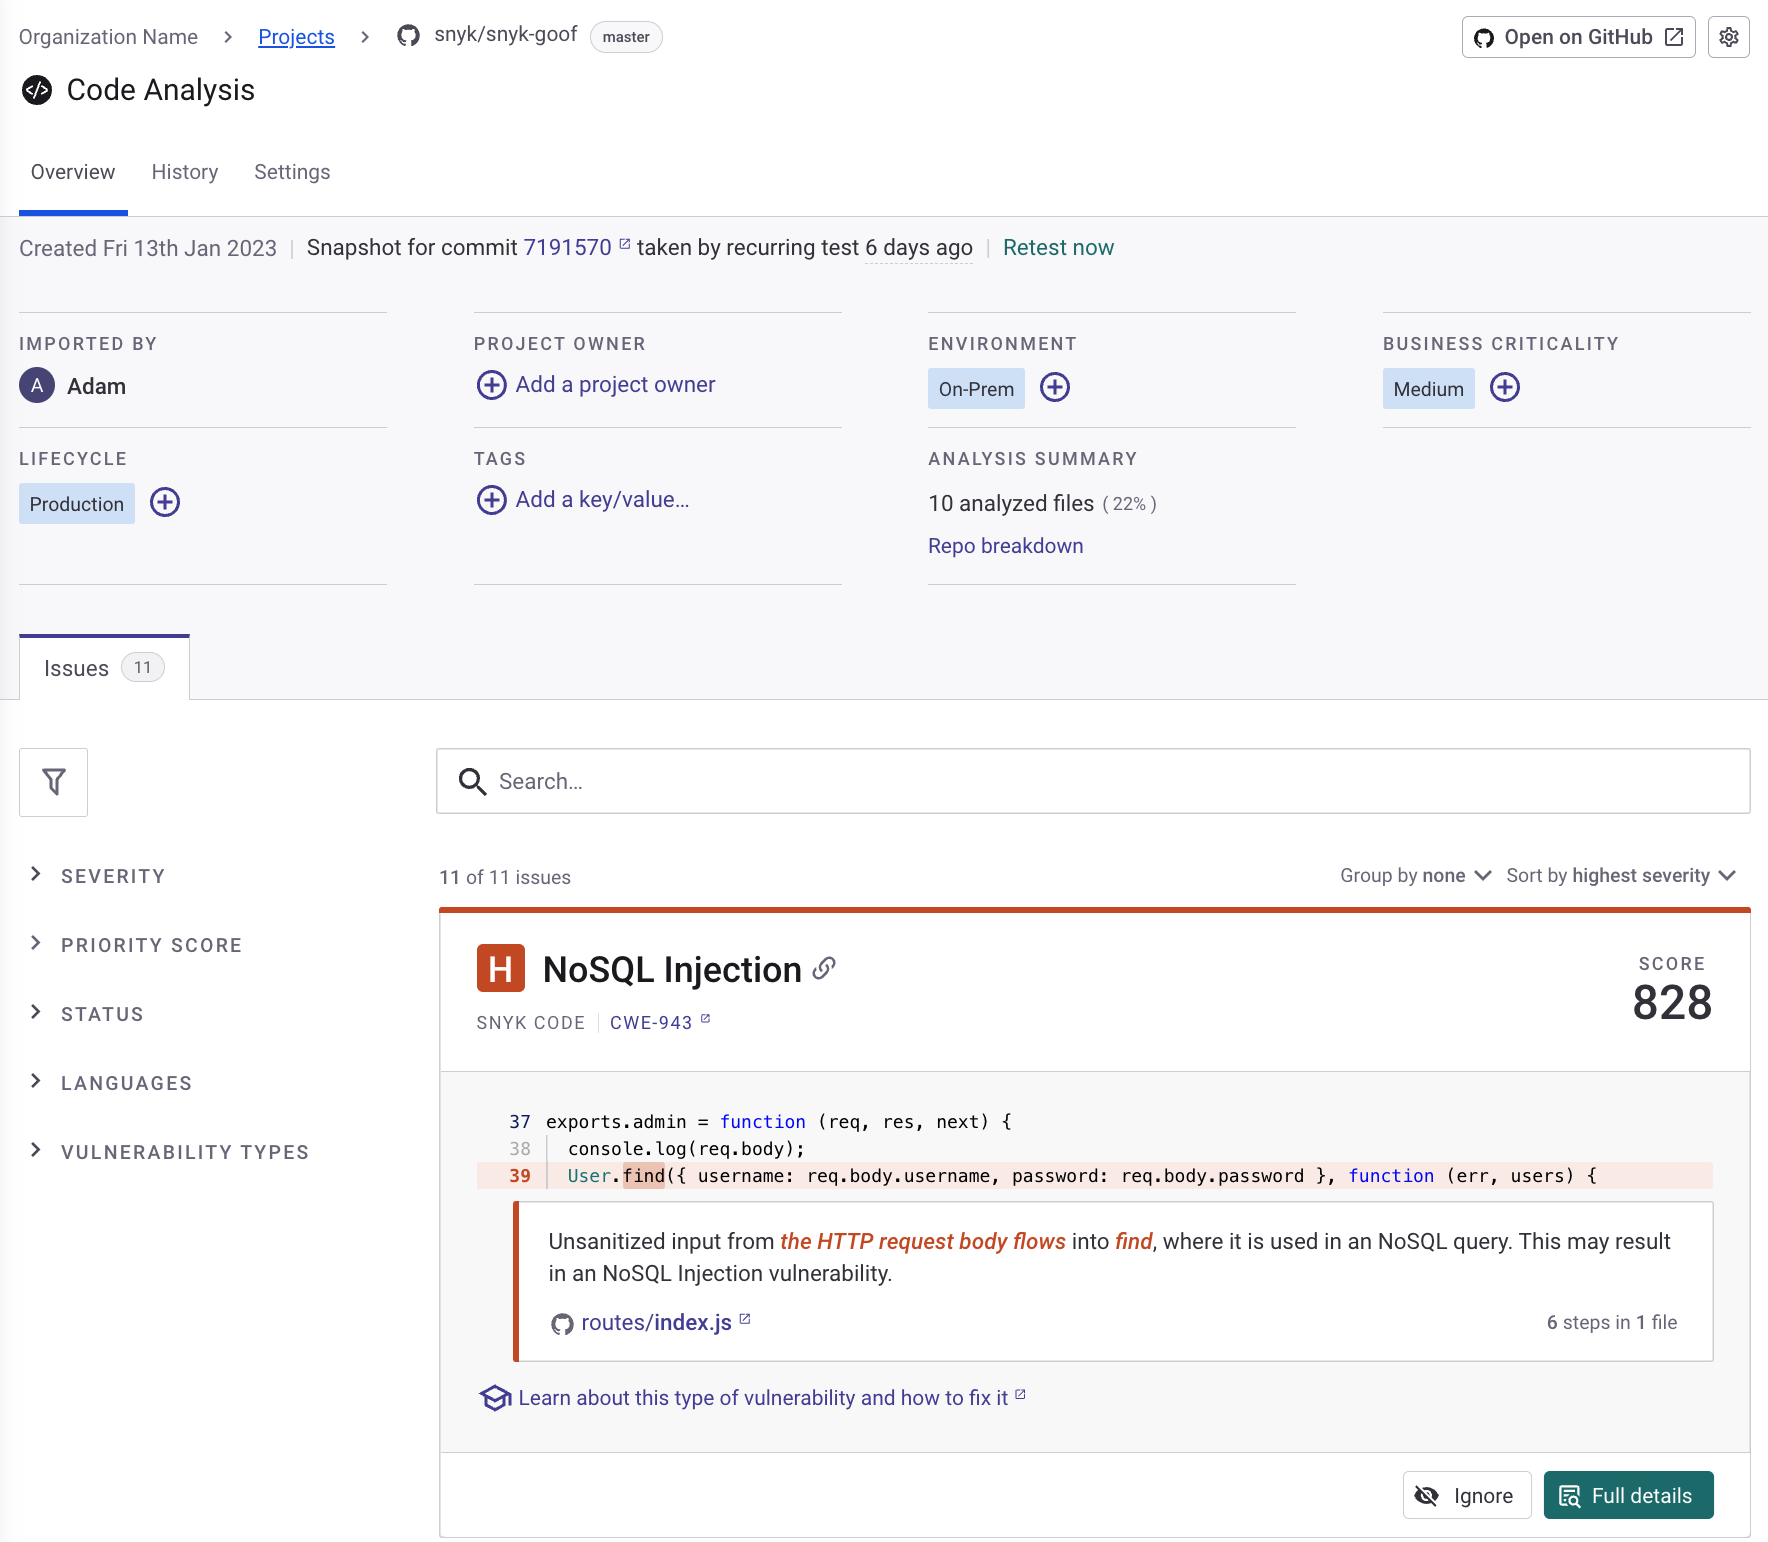 Organization Name > Projects > snyk/snyk-goof master
Open on GitHub
Code Analysis
Overview History Settings
Created Fri 13th Jan 2023 | Snapshot for commit 7191570 taken by recurring test 6 days ago | Retest now
IMPORTED BY
A Adam
PROJECT OWNER
Add a project owner
ENVIRONMENT
On-Prem
BUSINESS CRITICALITY
Medium
LIFECYCLE
Production
TAGS
Add a key/value...
ANALYSIS SUMMARY
10 analyzed files ( 22% )
Repo breakdown
Issues 11
Search...
SEVERITY
PRIORITY SCORE
STATUS
LANGUAGES
VULNERABILITY TYPES
11 of 11 issues
Group by none Sort by highest severity
H NoSQL Injection
SNYK CODE | CWE-943
SCORE
828
37 exports.admin = function (req, res, next) {
38 console.log(req.body);
39 User.find({ username: req.body.username, password: req.body.password }, function (err, users) {
Unsanitized input from the HTTP request body flows into find, where it is used in an NoSQL query. This may result
in an NoSQL Injection vulnerability.
routes/index.js
6 steps in 1 file
Learn about this type of vulnerability and how to fix it
Ignore
Full details